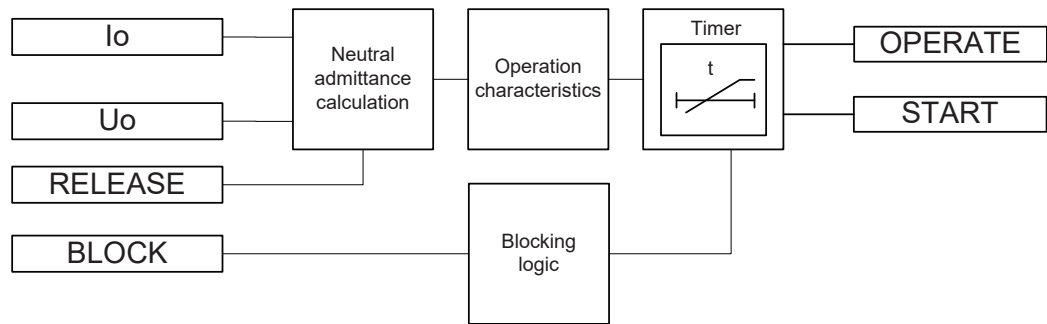 Io
Uo
RELEASE
BLOCK
Neutral
admittance
calculation
Operation
characteristics
Timer
t
Blocking
logic
OPERATE
START